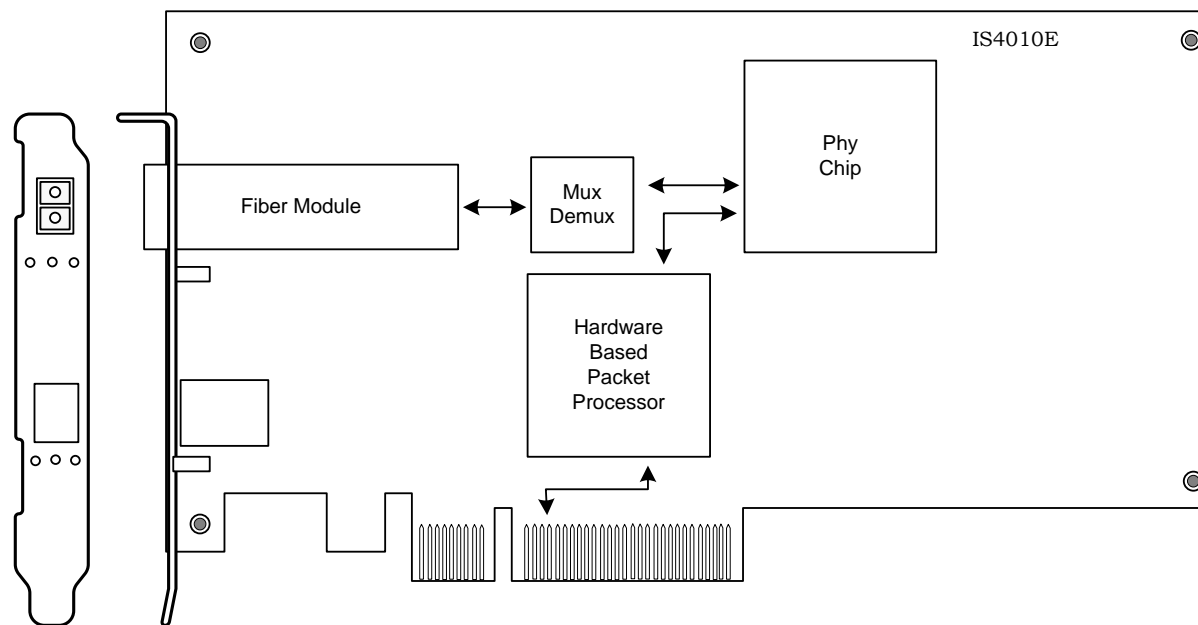 IS4010E
Phy
Chip
Fiber Module
Mux
Demux
Hardware
Based
Packet
Processor